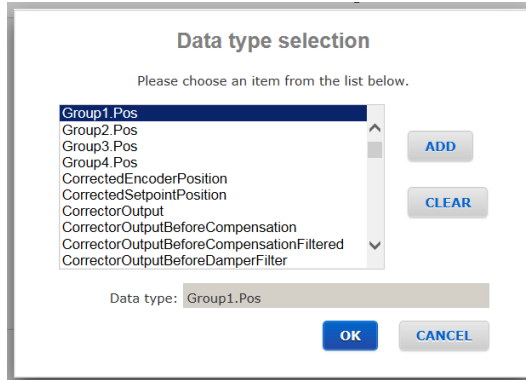 Data type selection
Please choose an item from the list below.
Group1.Pos
Group2.Pos
Group3.Pos
Group4.Pos
CorrectedEncoderPosition
CorrectedSetpointPosition
CorrectorOutput
CorrectorOutputBeforeCompensation
CorrectorOutputBeforeCompensationFiltered
CorrectorOutputBeforeDamperFilter
ADD
CLEAR
Data type: Group1.Pos
OK CANCEL